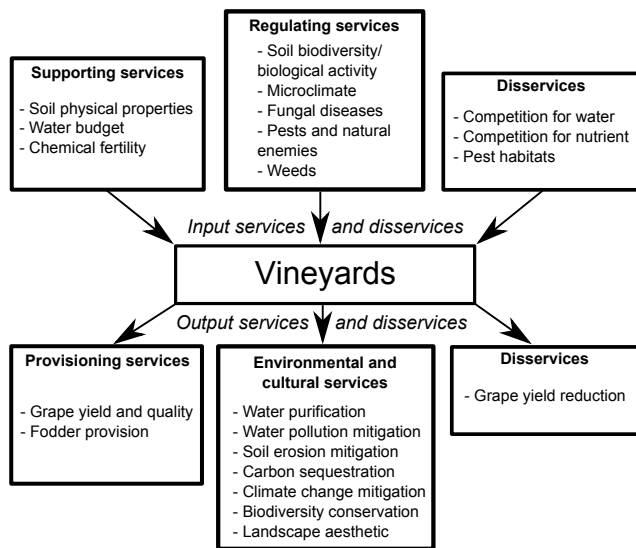 Supporting services
- Soil physical properties
- Water budget
- Chemical fertility
Regulating services
- Soil biodiversity/
biological activity
- Microclimate
- Fungal diseases
- Pests and natural
enemies
- Weeds
Disservices
- Competition for water
- Competition for nutrient
- Pest habitats
Input services and disservices
Vineyards
Output services and disservices
Provisioning services
- Grape yield and quality
- Fodder provision
Environmental and
cultural services
- Water purification
- Water pollution mitigation
- Soil erosion mitigation
- Carbon sequestration
- Climate change mitigation
- Biodiversity conservation
- Landscape aesthetic
Disservices
- Grape yield reduction